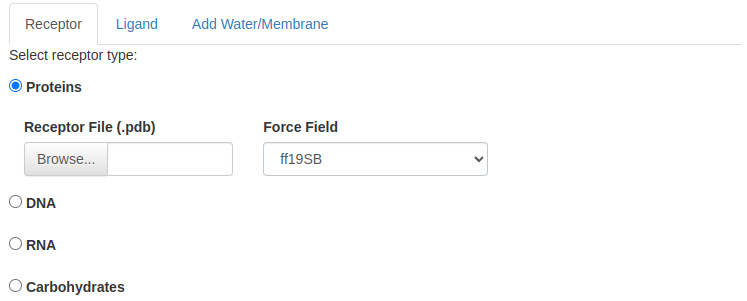 Receptor Ligand Add Water/Membrane
Select receptor type:
Proteins
Receptor File (.pdb) Force Field
Browse... ff19SB
DNA
RNA
Carbohydrates